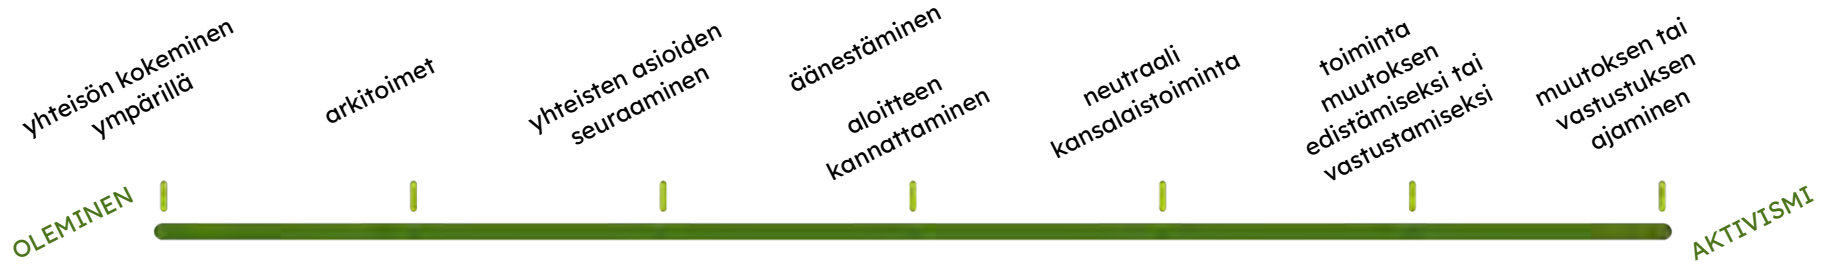 yhteisön kokeminen
ympärillä
arkitoimet
yhteisten asioiden
seuraaminen
äänestäminen
aloitteen
kannattaminen
neutraali
kansalaistoiminta
toiminta
muutoksen
edistämiseksi tai
vastustamiseksi
muutoksen tai
vastustuksen
ajaminen
OLEMINEN
AKTIVISMI